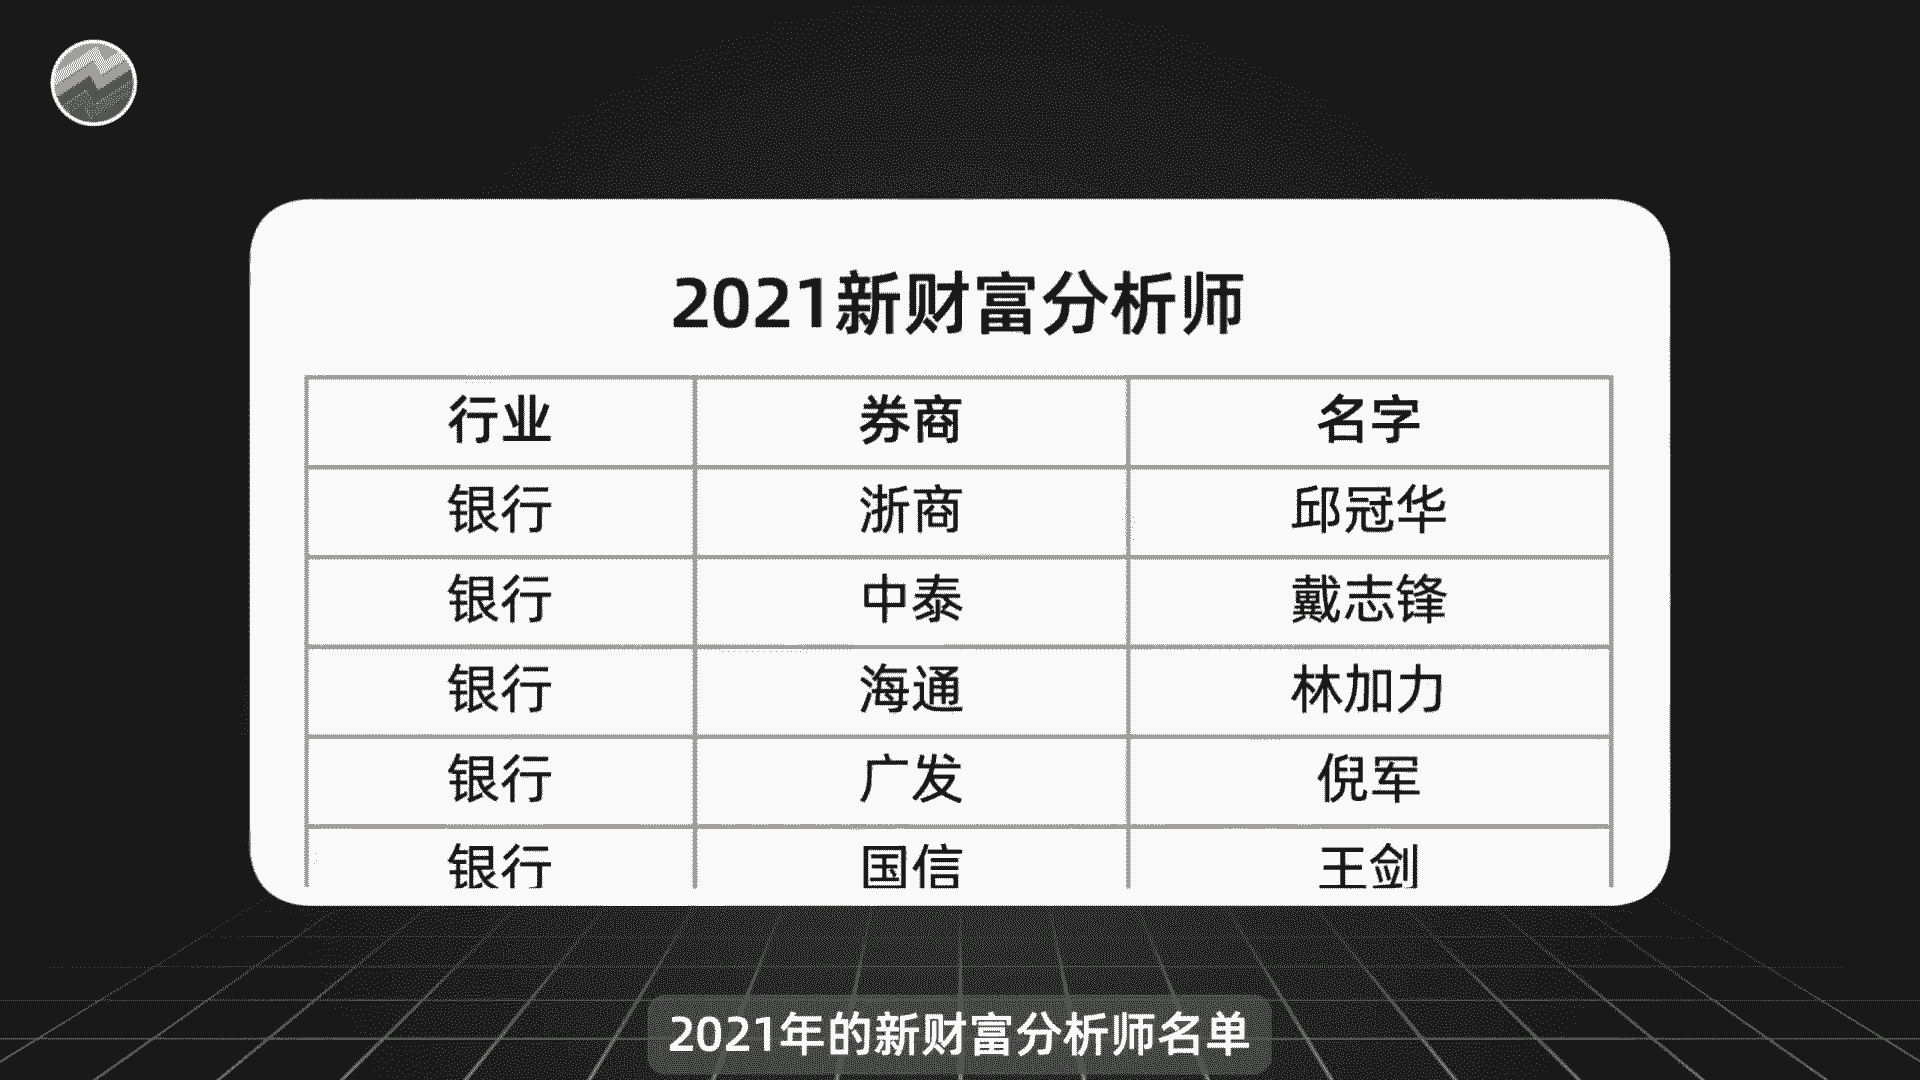 2021新财富分析师
行业 券商 名字
银行 浙商 邱冠华
银行 中泰 戴志锋
银行 海通 林加力
银行 广发 倪军
银行 国信 王剑
2021年的新财富分析师名单